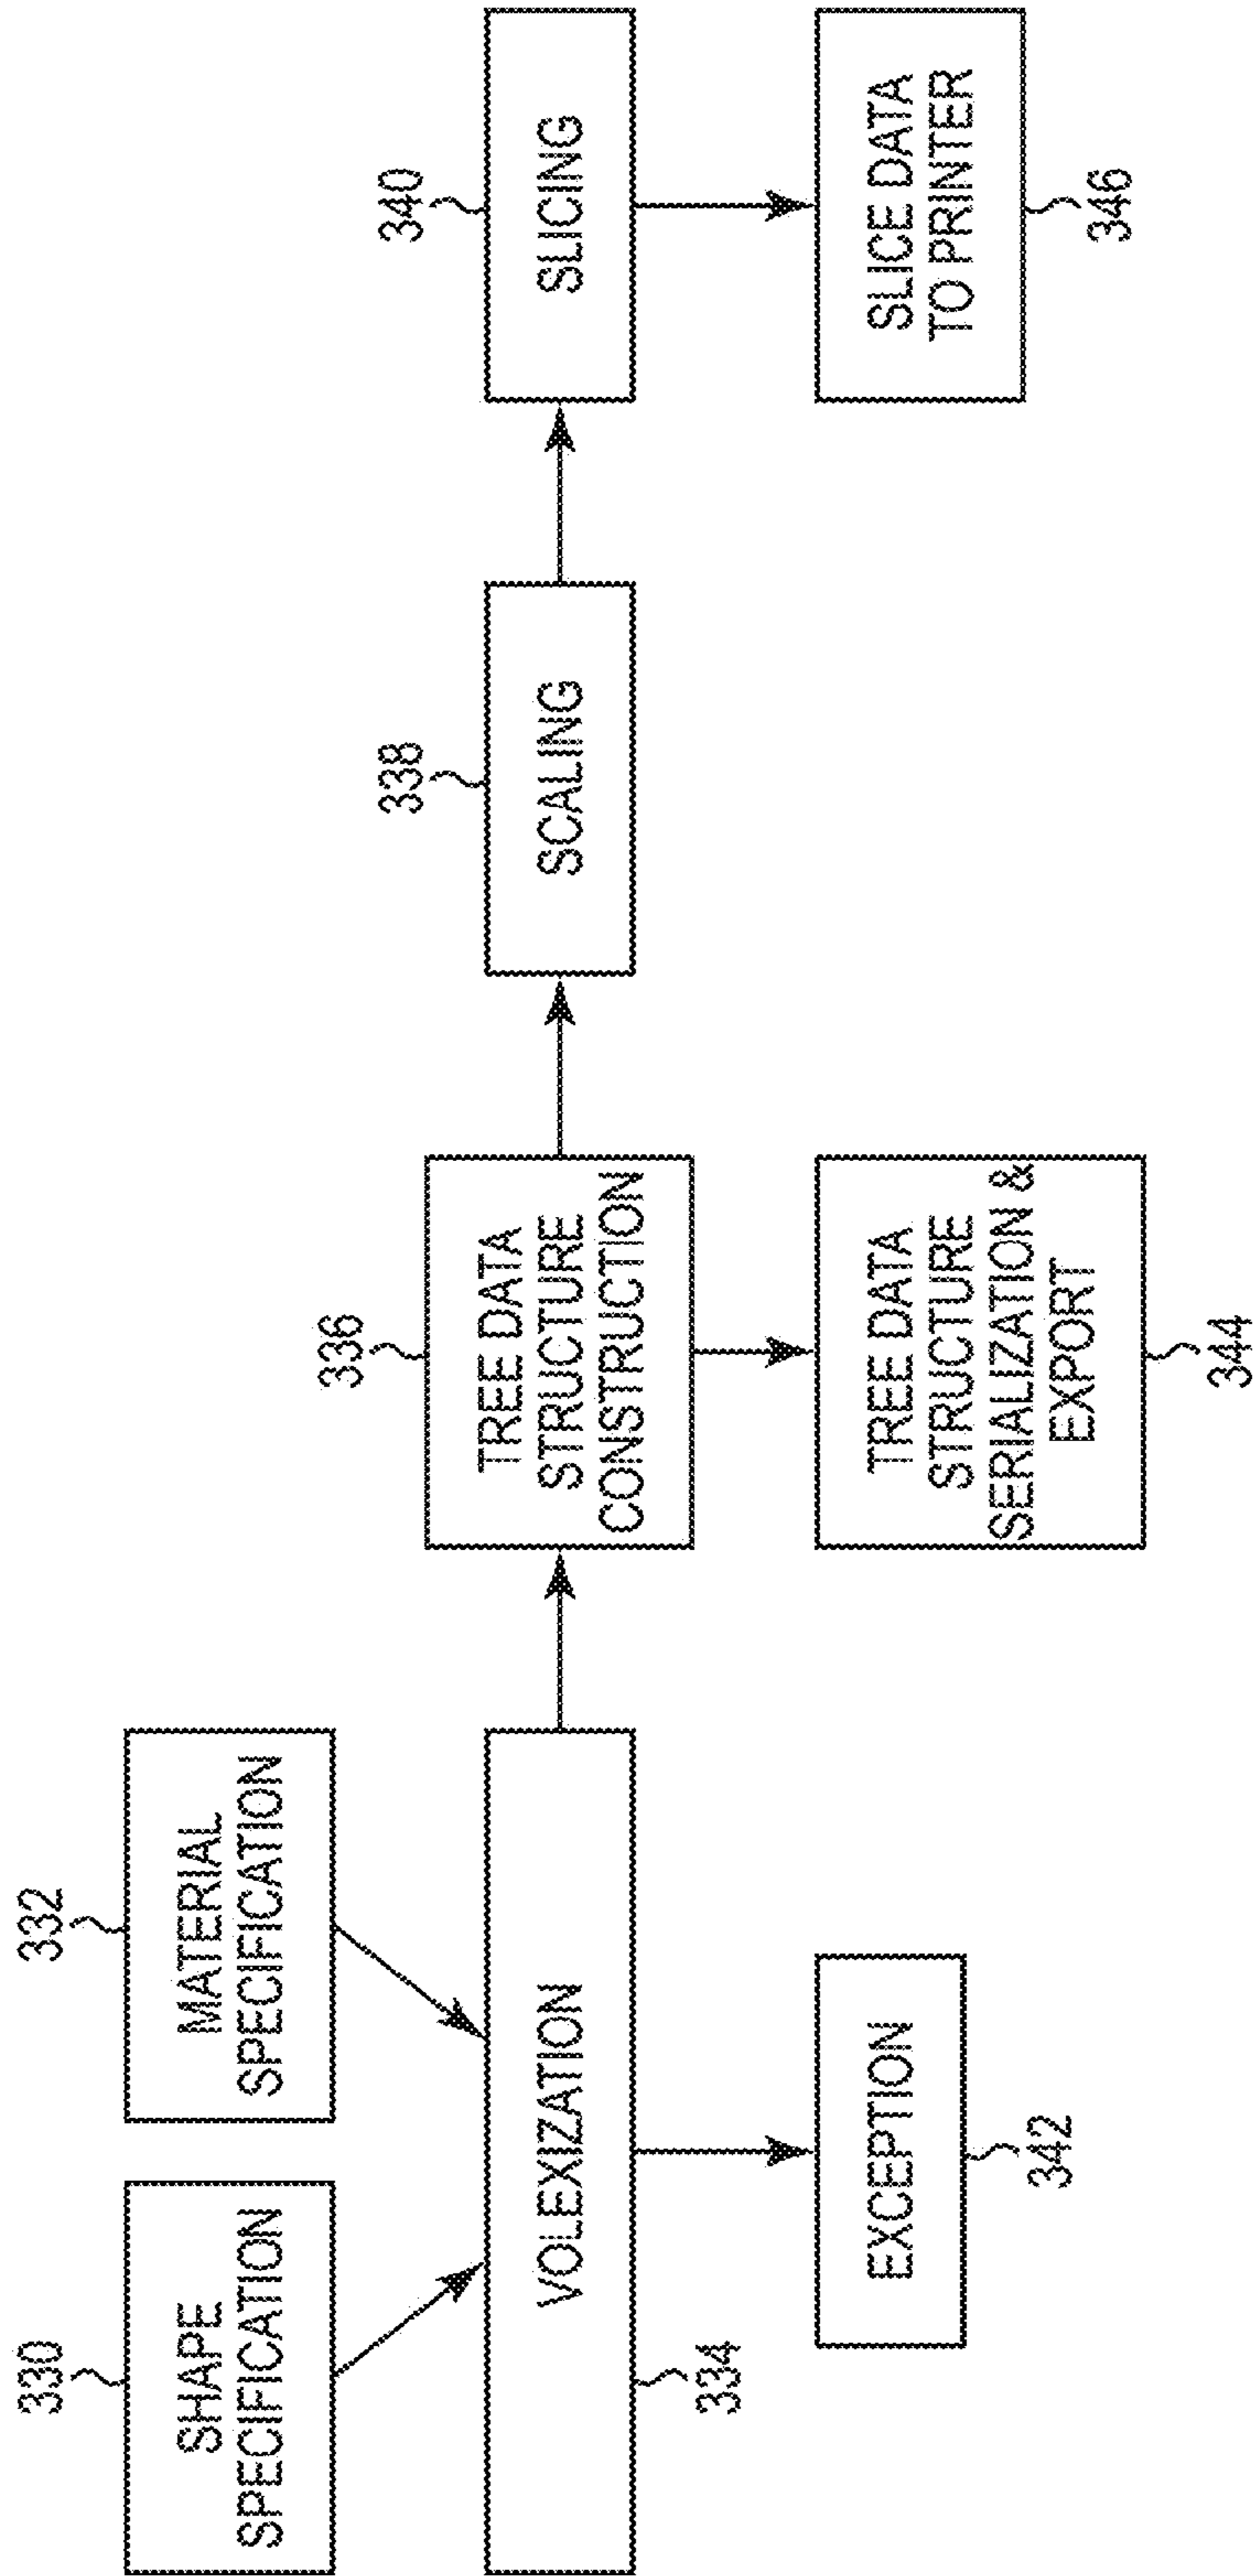 330
SHAPE
SPECIFICATION
332
MATERIAL
SPECIFICATION
VOLEXIZATION
334
EXCEPTION
342
336
TREE DATA
STRUCTURE
CONSTRUCTION
TREE DATA
STRUCTURE
SERIALIZATION &
EXPORT
344
338
SCALING
340
SLICING
SLICE DATA
TO PRINTER
346